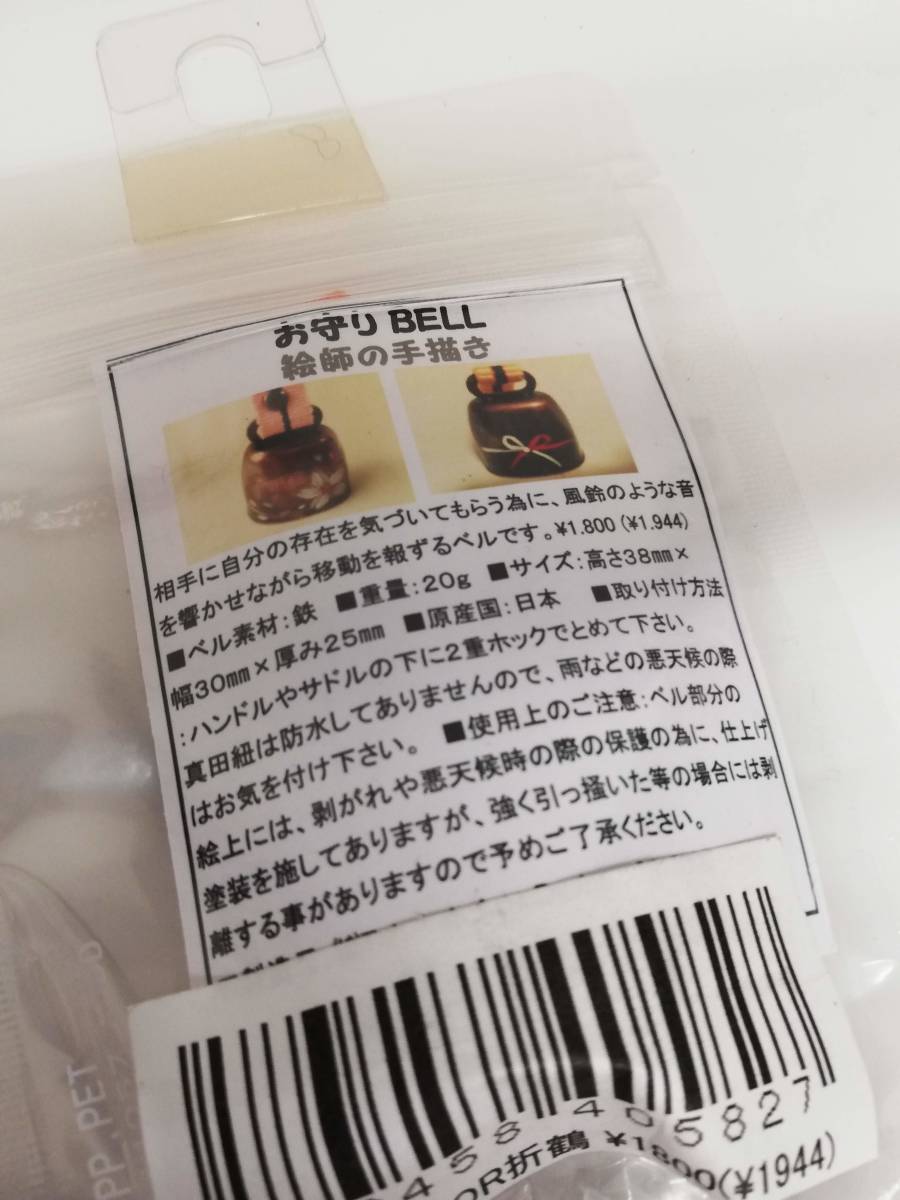 お守り BELL
絵師の手描き
相手に自分の存在を気づいてもらう為に、風鈴のような音
を響かせながら移動を報ずるベルです。¥1.800 (¥1.944)
■ベル素材:鉄 ■重量:20g ■サイズ:高さ38mm×
幅30mm×厚み25mm ■原産国:日本 ■取り付け方法
:ハンドルやサドルの下に2重ホックでとめて下さい。
真田紐は防水してありませんので、雨などの悪天候の際
はお気を付け下さい。 ■使用上のご注意:ベル部分の
絵上には、剥がれや悪天候時の際の保護の為に、仕上げ
塗装を施してありますが、強く引っ掻いた等の場合には剥
離する事がありますので予めご了承ください。
458 405827
OR折鶴 ¥1800(¥1944)
PP.PET